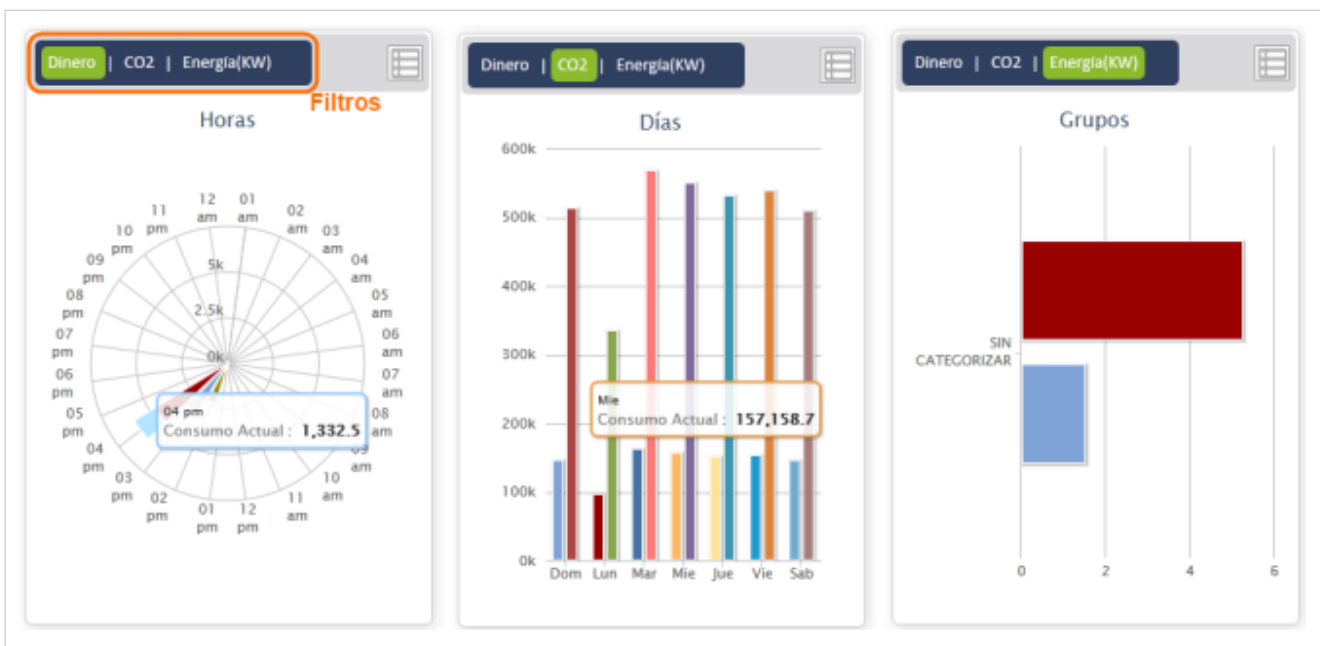 Dinero | CO2 | Energía(KW)
Filtros
Horas
12 am
01 am
02 am
03 am
04 am
05 am
06 am
07 am
08 am
09 am
10 am
11 am
12 pm
01 pm
02 pm
03 pm
04 pm
05 pm
06 pm
07 pm
08 pm
09 pm
10 pm
11 pm
5k
2.5k
0k
04 pm
Consumo Actual : 1,332.5
Dinero | CO2 | Energía(KW)
Días
600k
500k
400k
300k
200k
100k
0k
Mie
Consumo Actual : 157,158.7
Dom Lun Mar Mie Jue Vie Sab
Dinero | CO2 | Energía(KW)
Grupos
SIN
CATEGORIZAR
0 2 4 6